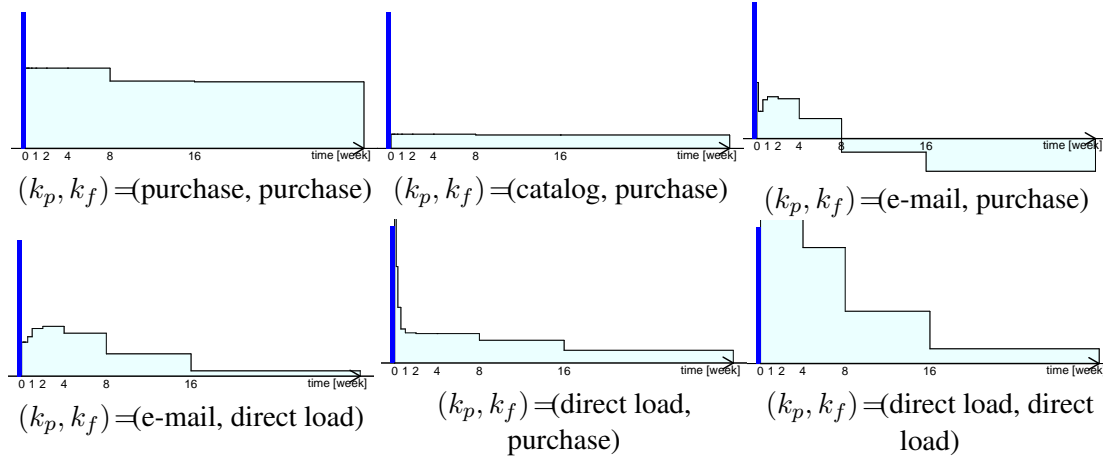 0 1 2 4 8 16 time [week]
(k_p, k_f)=(purchase, purchase)
0 1 2 4 8 16 time [week]
(k_p, k_f)=(catalog, purchase)
0 1 2 4 8 16 time [week]
(k_p, k_f)=(e-mail, purchase)
0 1 2 4 8 16 time [week]
(k_p, k_f)=(e-mail, direct load)
0 1 2 4 8 16 time [week]
(k_p, k_f)=(direct load,
purchase)
0 1 2 4 8 16 time [week]
(k_p, k_f)=(direct load, direct
load)